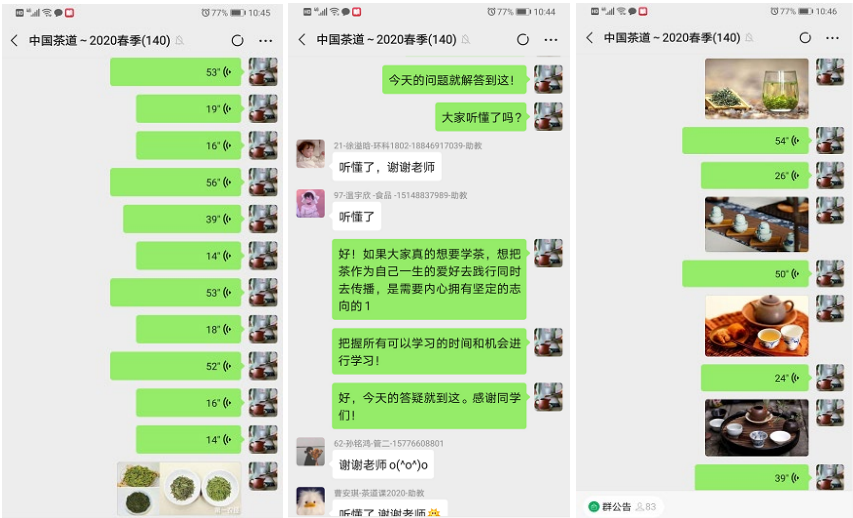 77% 10:45
中国茶道～2020春季(140)
53"
19"
16"
56"
39"
14"
53"
18"
52"
16"
14"
77% 10:44
中国茶道～2020春季(140)
今天的问题就解答到这！
大家听懂了吗？
21-徐溢晗-环科1802-18846917039-助教
听懂了，谢谢老师
97-温宇欣 -食品 -15148837989-助教
听懂了
好！如果大家真的想要学茶，想把
茶作为自己一生的爱好去践行同时
去传播，是需要内心拥有坚定的志
向的１
把握所有可以学习的时间和机会进
行学习！
好，今天的答疑就到这。感谢同学
们！
62-孙铭鸿-管二-15776608801
谢谢老师 o(^o^)o
曹安琪-茶道课2020-助教
听懂了 谢谢老师
77% 10:46
中国茶道～2020春季(140)
54"
26"
50"
24"
39"
群公告 83